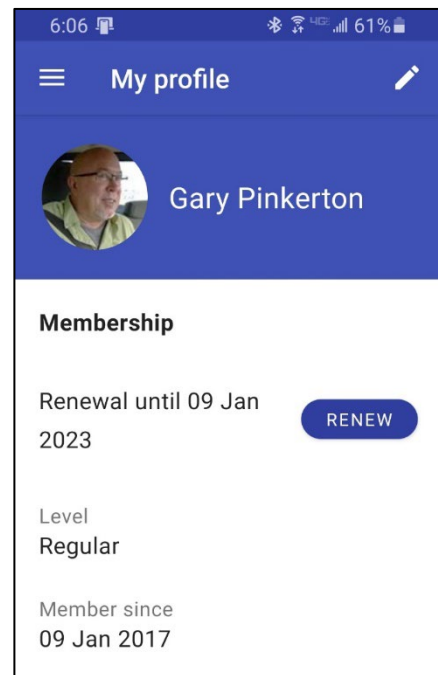 6:06 4GE 61%
My profile
Gary Pinkerton
Membership
Renewal until 09 Jan
2023
RENEW
Level
Regular
Member since
09 Jan 2017